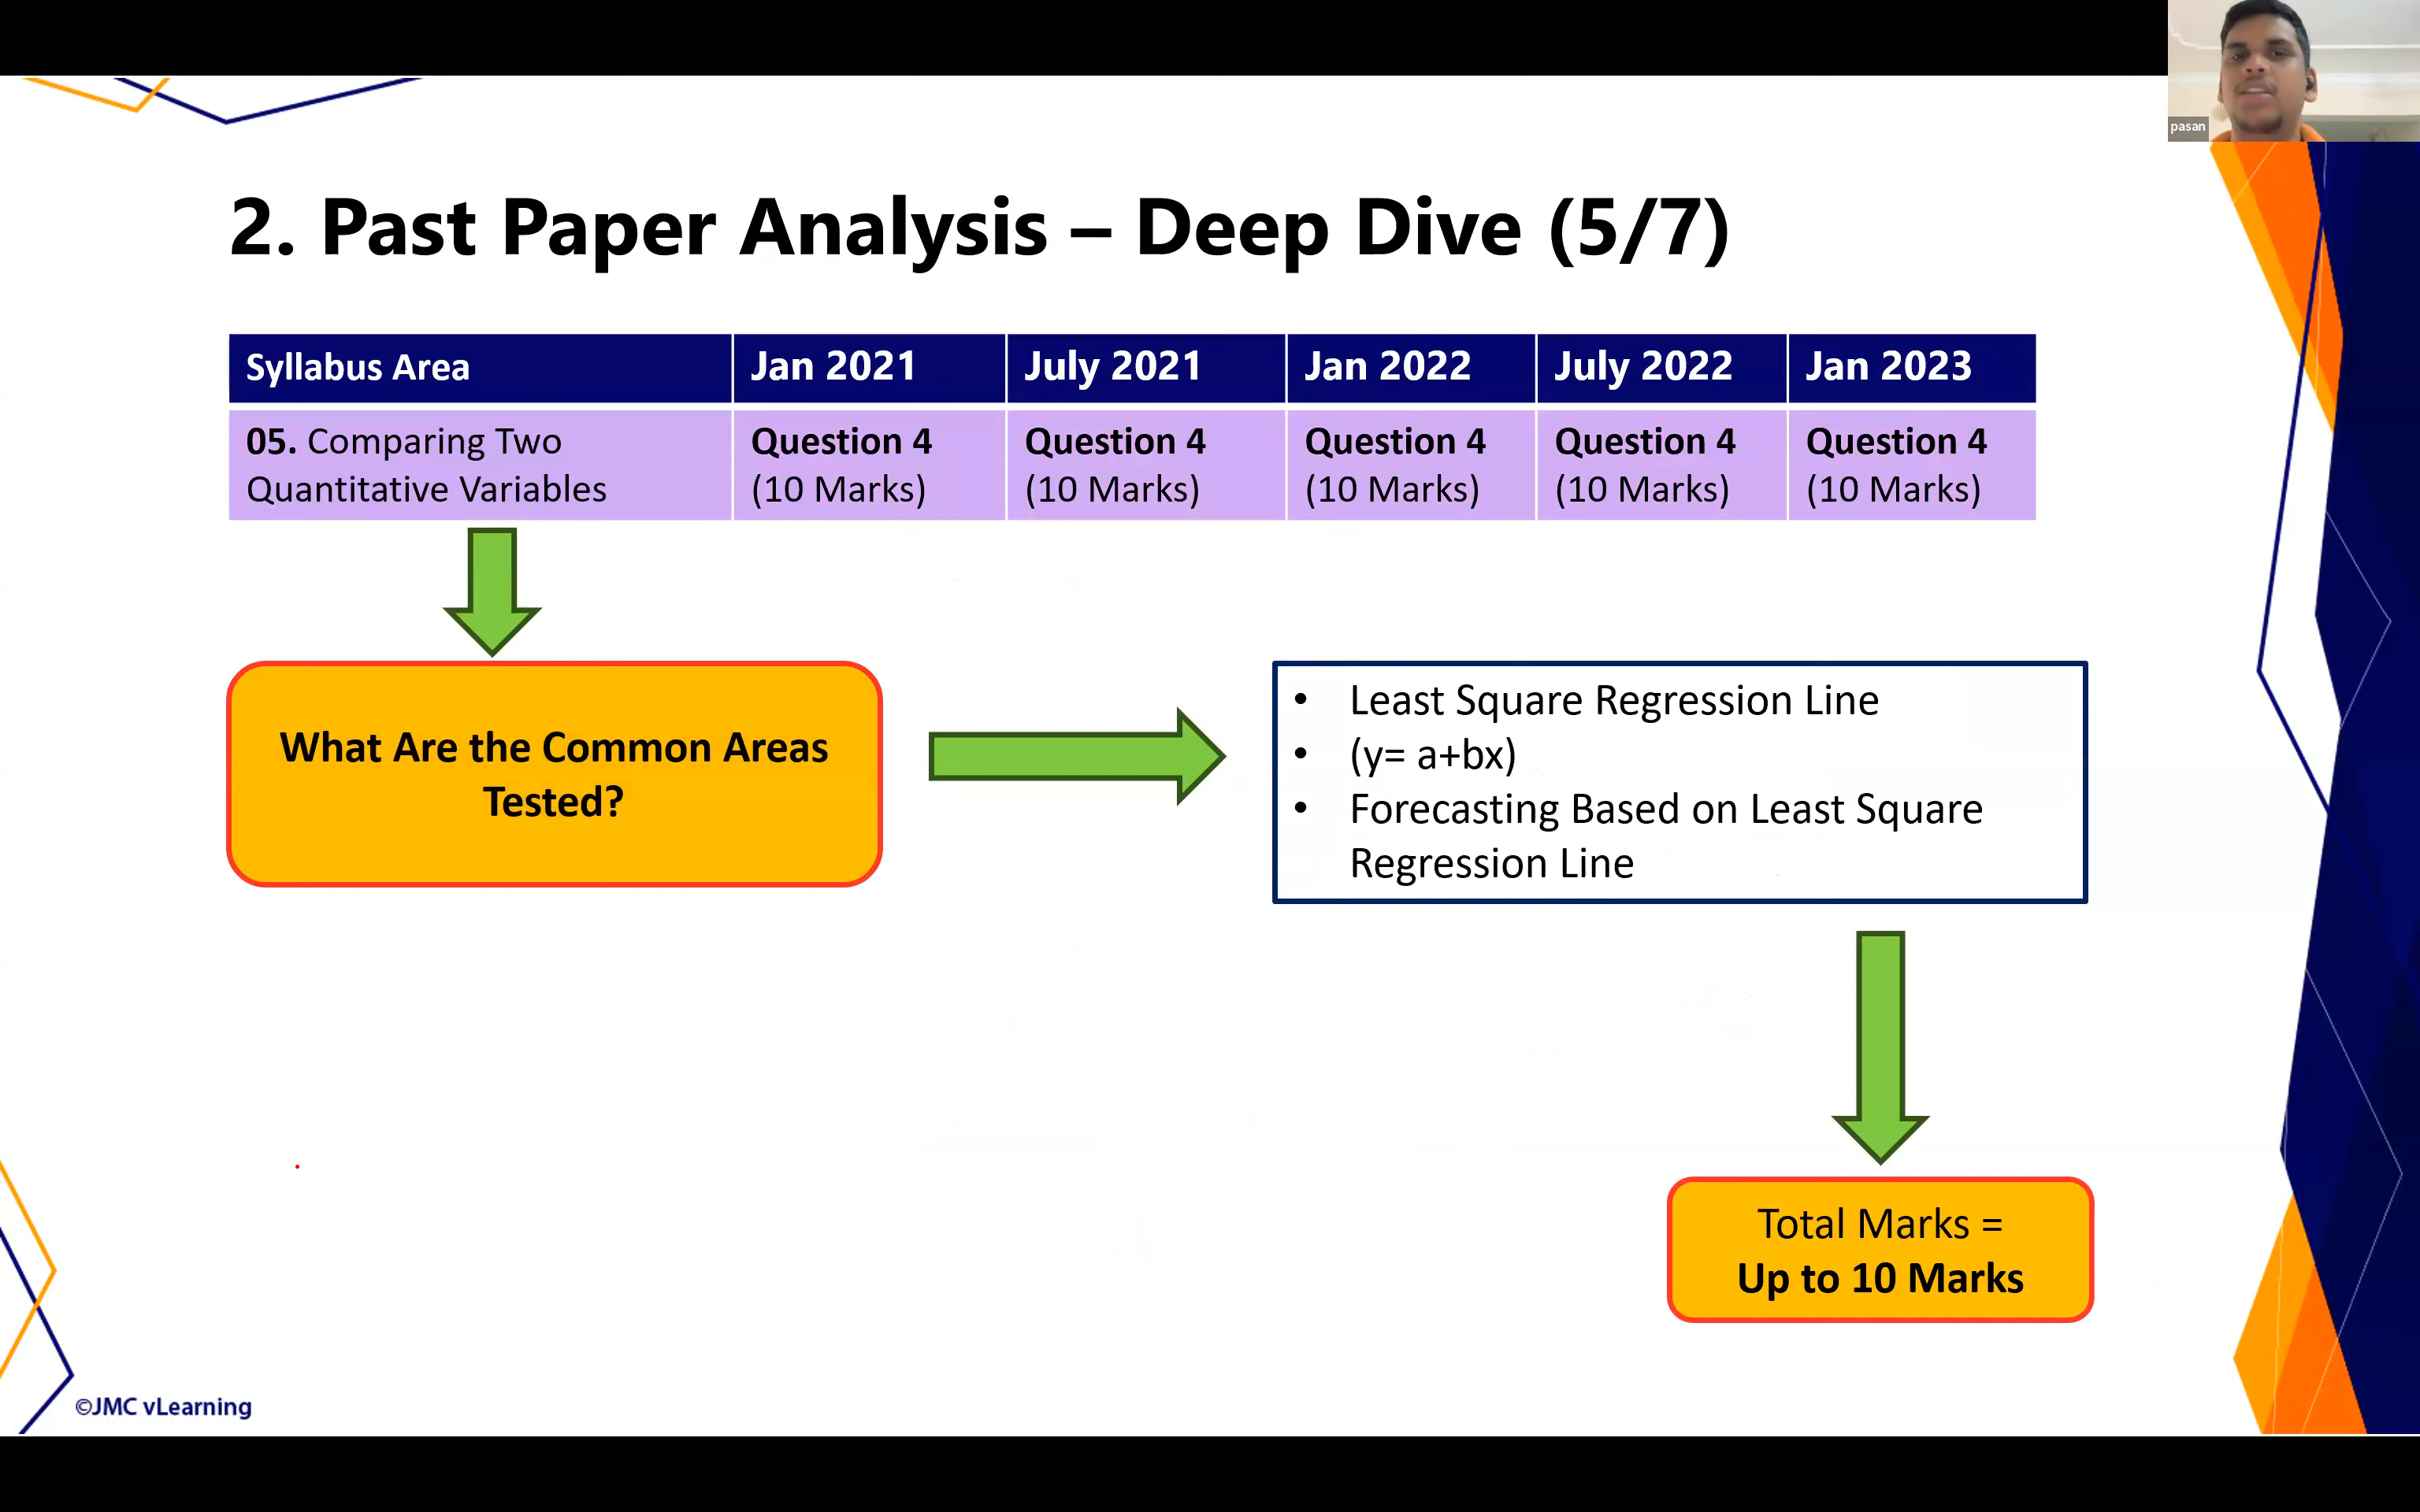 pasan
2. Past Paper Analysis – Deep Dive (5/7)
Syllabus Area Jan 2021 July 2021 Jan 2022 July 2022 Jan 2023
05. Comparing Two Question 4 Question 4 Question 4 Question 4 Question 4
Quantitative Variables (10 Marks) (10 Marks) (10 Marks) (10 Marks) (10 Marks)
What Are the Common Areas
Tested?
• Least Square Regression Line
• (y= a+bx)
• Forecasting Based on Least Square
Regression Line
Total Marks =
Up to 10 Marks
©JMC vLearning